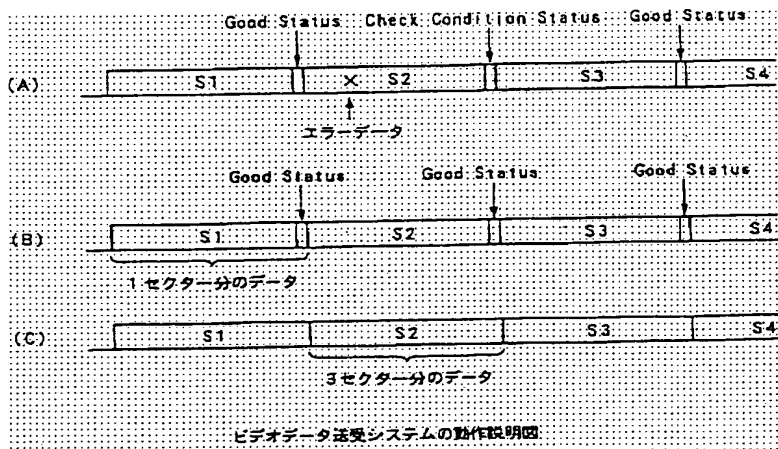 Good Status Check Condition Status Good Status
(A) S1 × S2 S3 S4
エラーデータ
Good Status Good Status Good Status
(B) S1 S2 S3 S4
1セクター分のデータ
(C) S1 S2 S3 S4
3セクター分のデータ
ビデオデータ送受システムの動作説明図